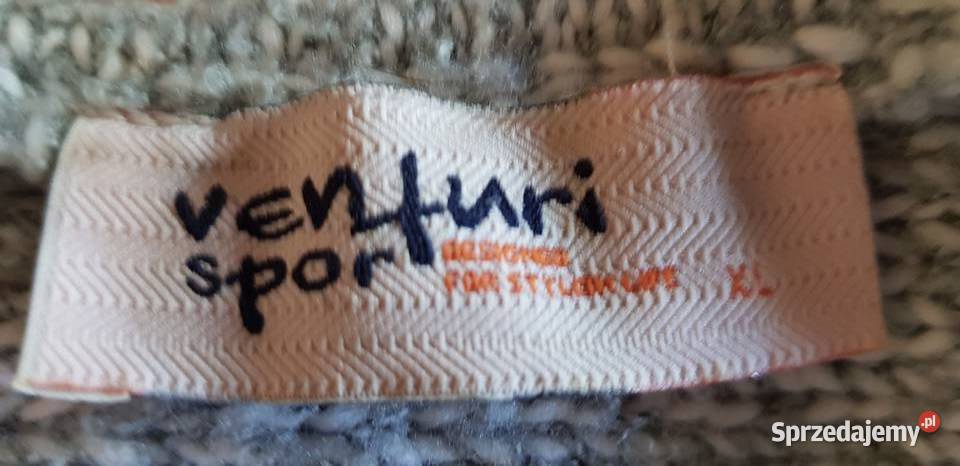 venturi
sport
DESIGNED
FOR STYLISH LIFE XL
Sprzedajemy.pl